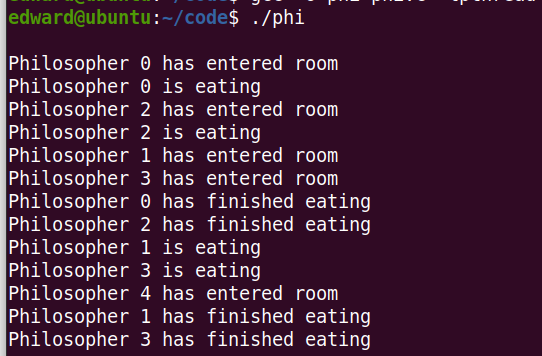 edward@ubuntu:~/code$ ./phi
Philosopher 0 has entered room
Philosopher 0 is eating
Philosopher 2 has entered room
Philosopher 2 is eating
Philosopher 1 has entered room
Philosopher 3 has entered room
Philosopher 0 has finished eating
Philosopher 2 has finished eating
Philosopher 1 is eating
Philosopher 3 is eating
Philosopher 4 has entered room
Philosopher 1 has finished eating
Philosopher 3 has finished eating